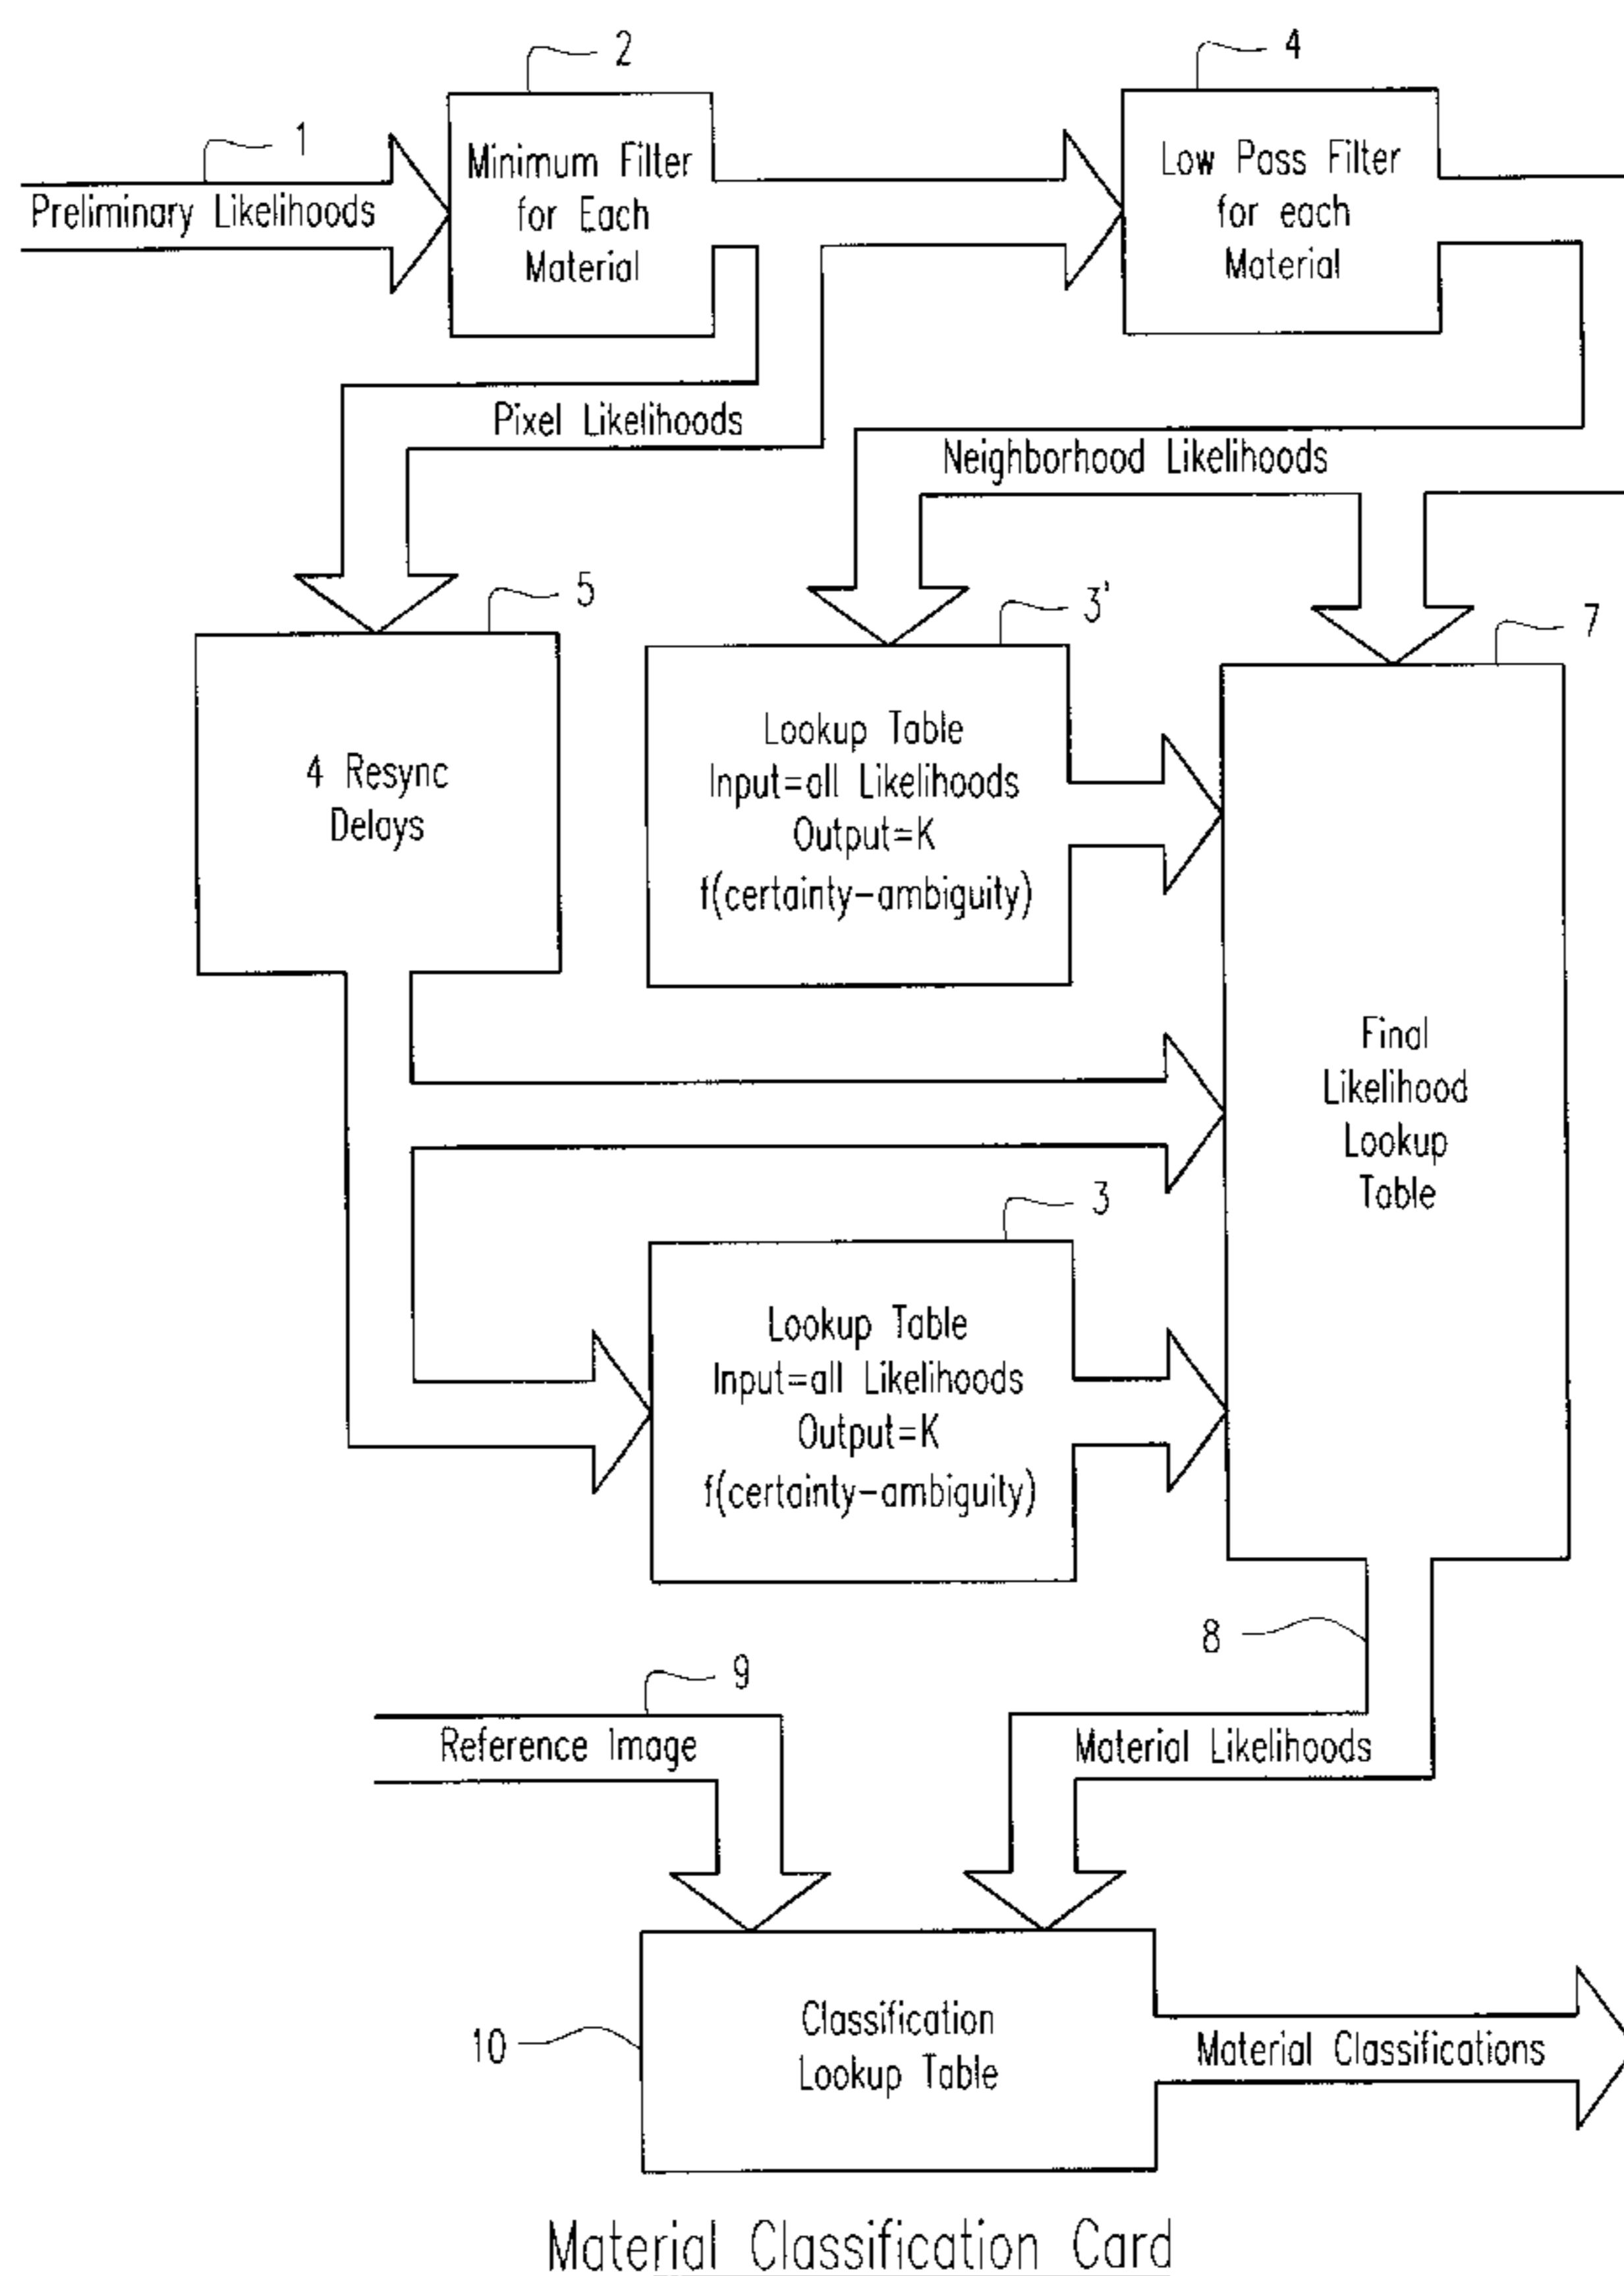 2
4
1
Preliminary Likelihoods
Minimum Filter
for Each
Material
Low Pass Filter
for each
Material
Pixel Likelihoods
Neighborhood Likelihoods
5
3'
7
4 Resync
Delays
Lookup Table
Input=all Likelihoods
Output=K
f(certainty-ambiguity)
Final
Likelihood
Lookup
Table
3
Lookup Table
Input=all Likelihoods
Output=K
f(certainty-ambiguity)
8
9
Reference Image
Material Likelihoods
10
Classification
Lookup Table
Material Classifications
Material Classification Card